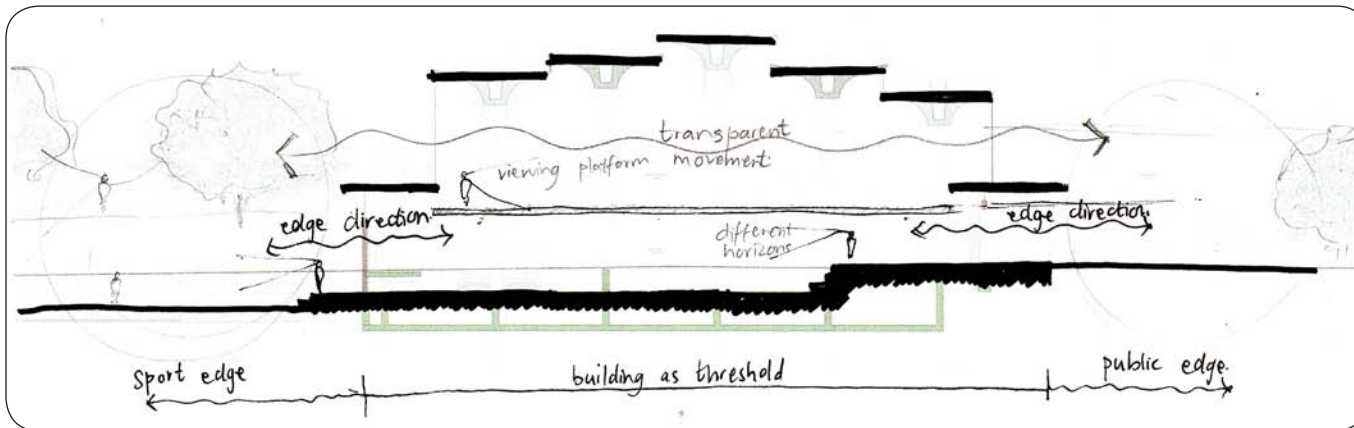 transparent
viewing platform movement.
edge direction.
edge direction.
different
horizons
sport edge
building as threshold
public edge.